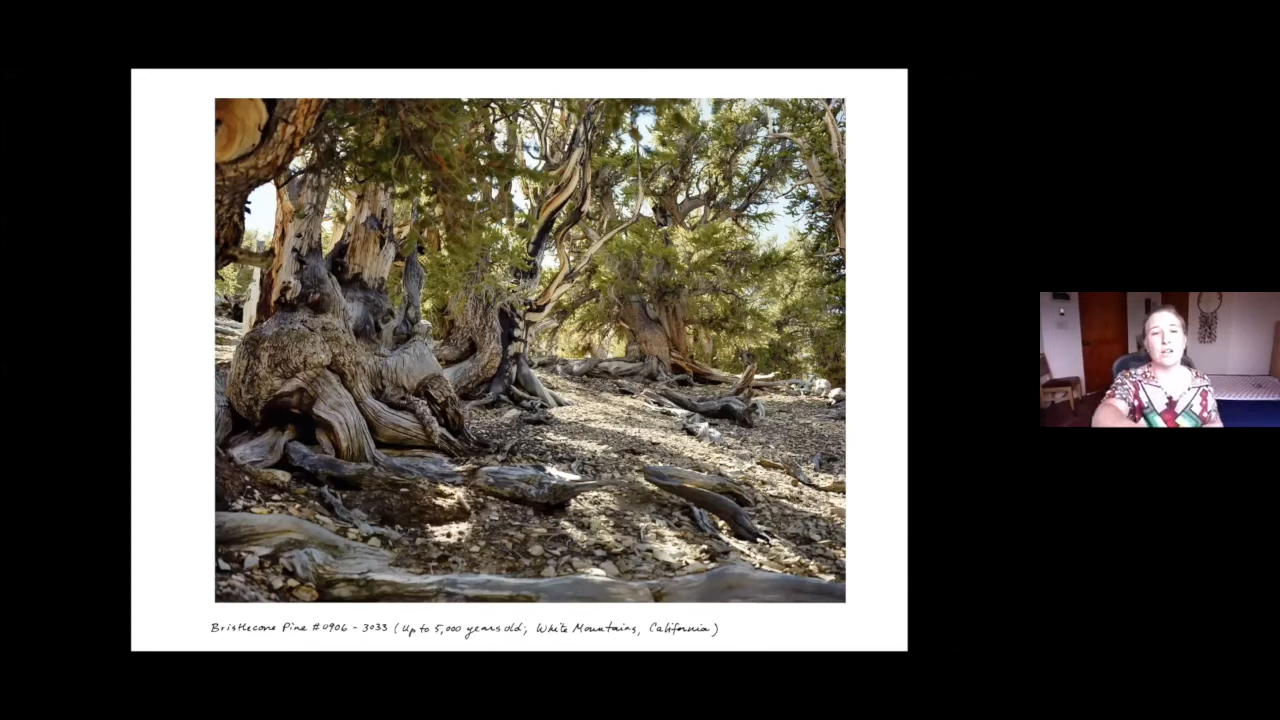 Bristlecone Pine #0906 - 3033 (Up to 5,000 years old; White Mountains, California)